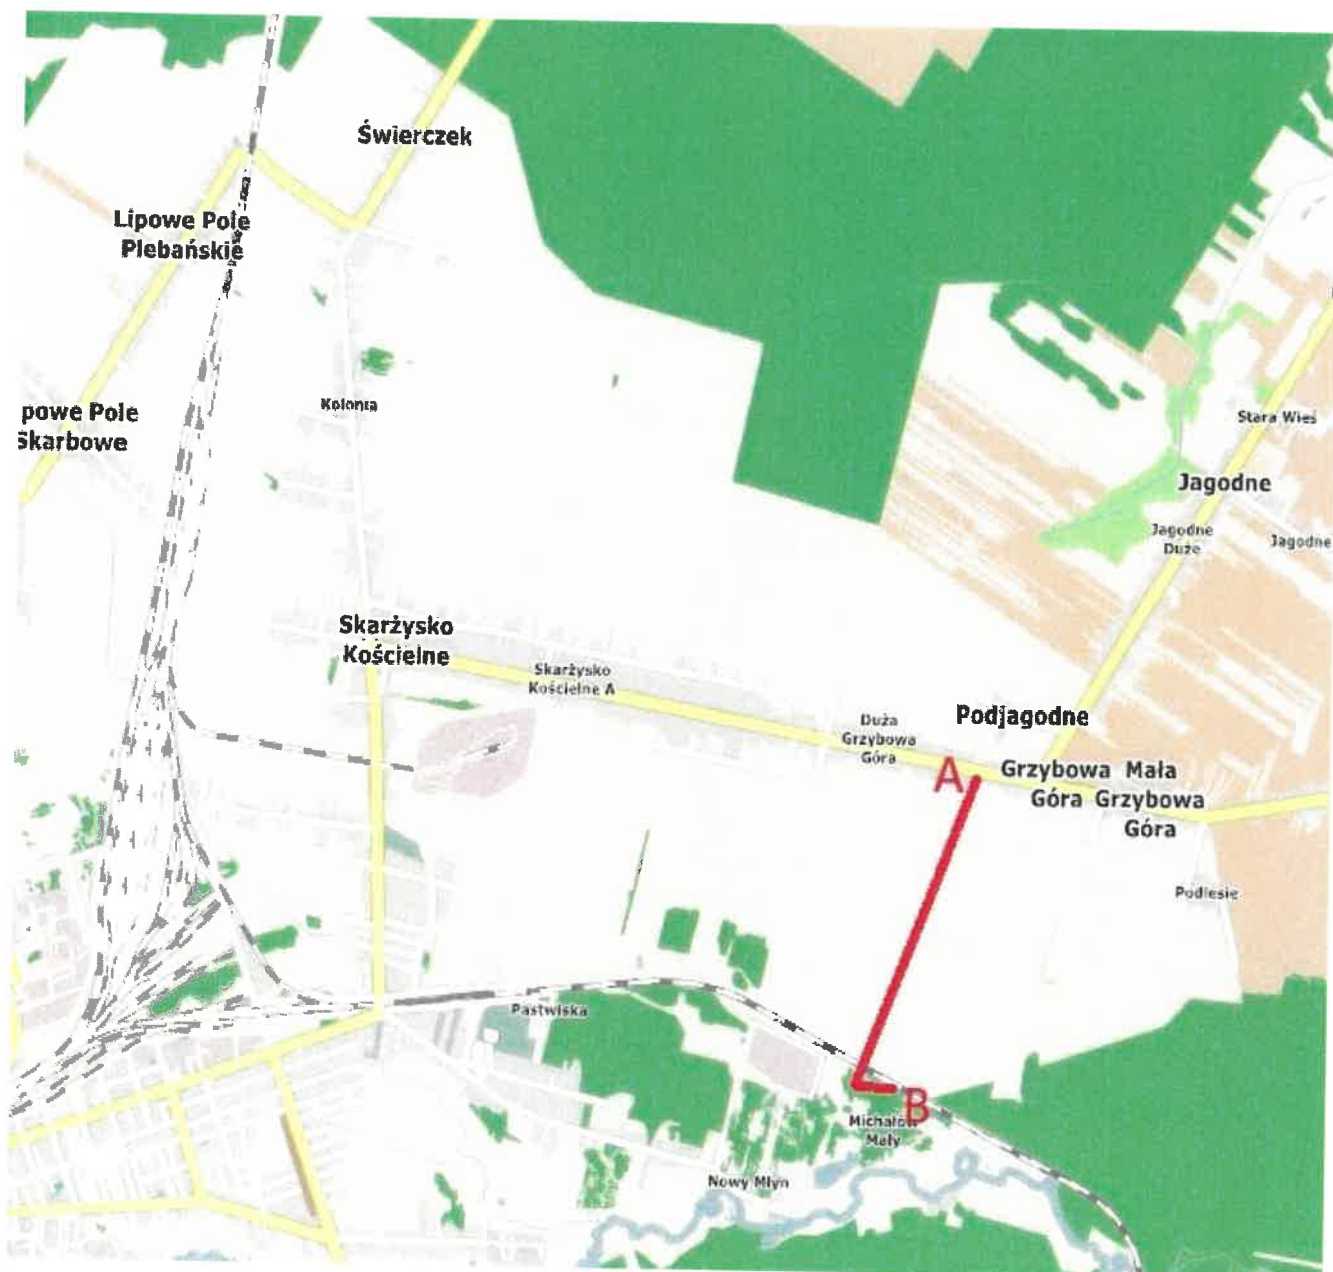 Świerczek
Lipowe Pole
Plebańskie
Kolonia
powe Pole
Skarbowe
Stara Wieś
Jagodne
Jagodne
Duże
Jagodne
Skarżysko
Kościelne
Skarżysko
Kościelne A
Podjagodne
Duża
Grzybowa
Góra
A
Grzybowa Mała
Góra Grzybowa
Góra
Podlesie
Pastwiska
B
Michałów
Mały
Nowy Młyn